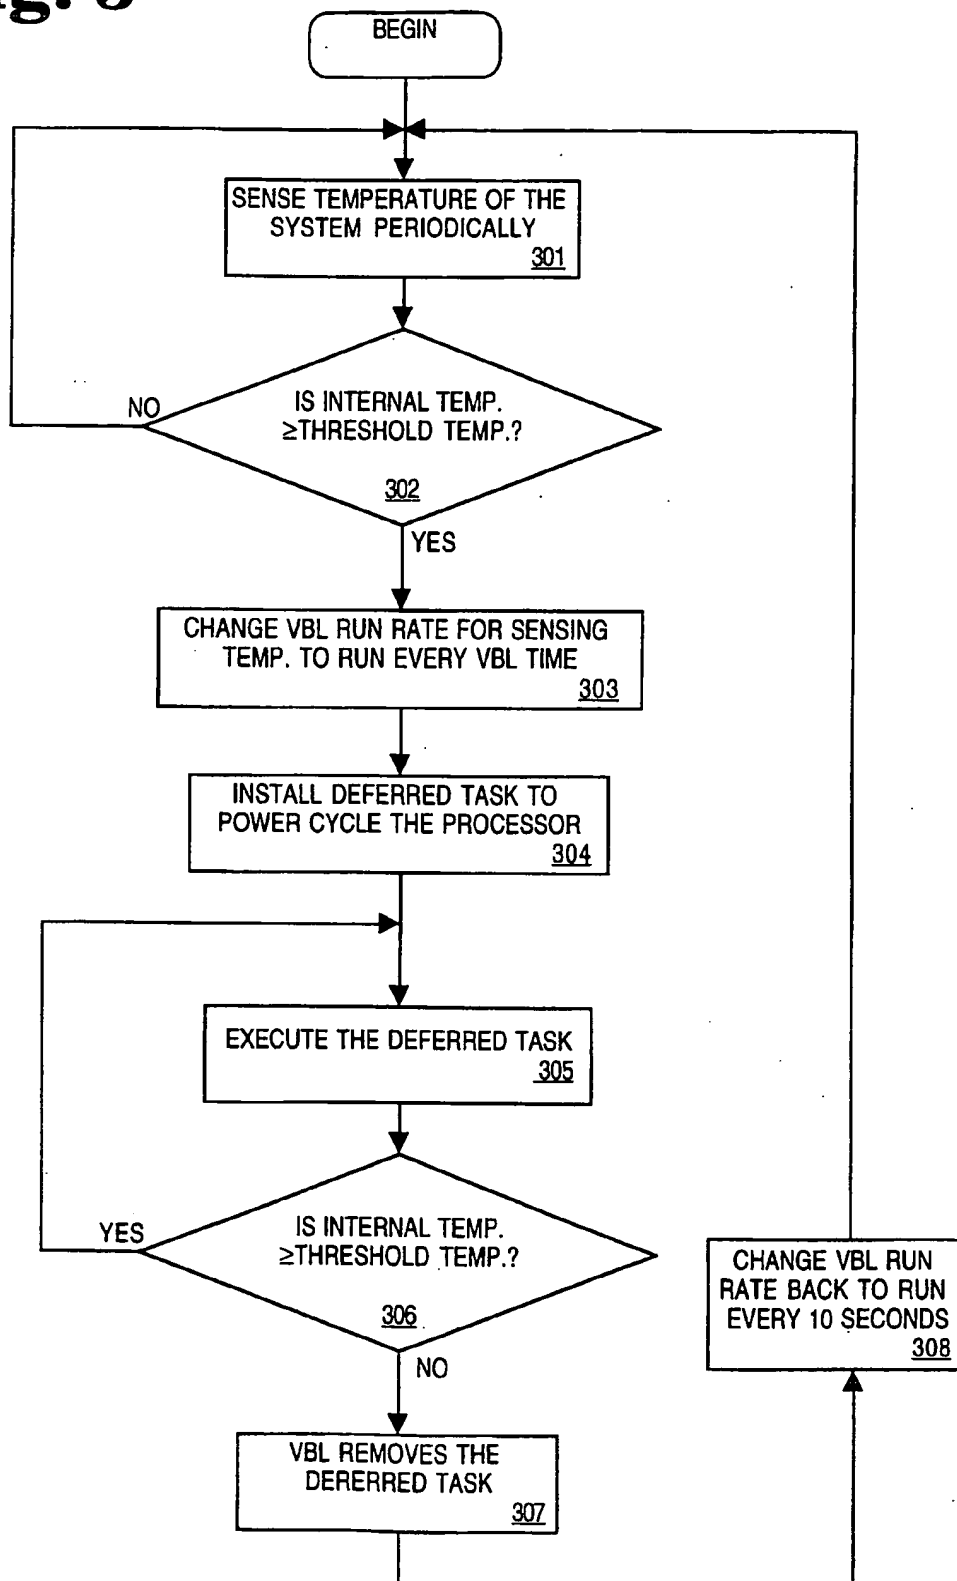 BEGIN
SENSE TEMPERATURE OF THE
SYSTEM PERIODICALLY
301
IS INTERNAL TEMP.
≥THRESHOLD TEMP.?
302
NO
YES
CHANGE VBL RUN RATE FOR SENSING
TEMP. TO RUN EVERY VBL TIME
303
INSTALL DEFERRED TASK TO
POWER CYCLE THE PROCESSOR
304
EXECUTE THE DEFERRED TASK
305
IS INTERNAL TEMP.
≥THRESHOLD TEMP.?
306
YES
NO
VBL REMOVES THE
DERERRED TASK
307
CHANGE VBL RUN
RATE BACK TO RUN
EVERY 10 SECONDS
308